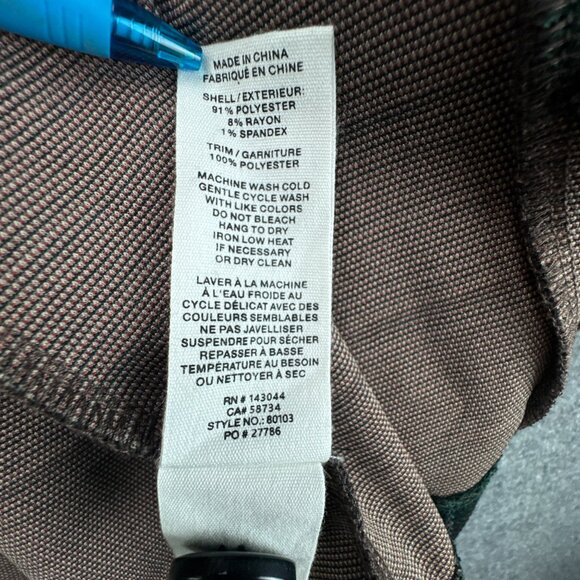 MADE IN CHINA
FABRIQUÉ EN CHINE
SHELL/EXTERIEUR:
91% POLYESTER
8% RAYON
1% SPANDEX
TRIM/GARNITURE
100% POLYESTER
MACHINE WASH COLD
GENTLE CYCLE WASH
WITH LIKE COLORS
DO NOT BLEACH
HANG TO DRY
IRON LOW HEAT
IF NECESSARY
OR DRY CLEAN
LAVER À LA MACHINE
À L'EAU FROIDE AU
CYCLE DÉLICAT AVEC DES
COULEURS SEMBLABLES
NE PAS JAVELLISER
SUSPENDRE POUR SÉCHER
REPASSER À BASSE
TEMPÉRATURE AU BESOIN
OU NETTOYER À SEC
RN # 143044
CA# 58734
STYLE NO.: 80103
PO # 27786